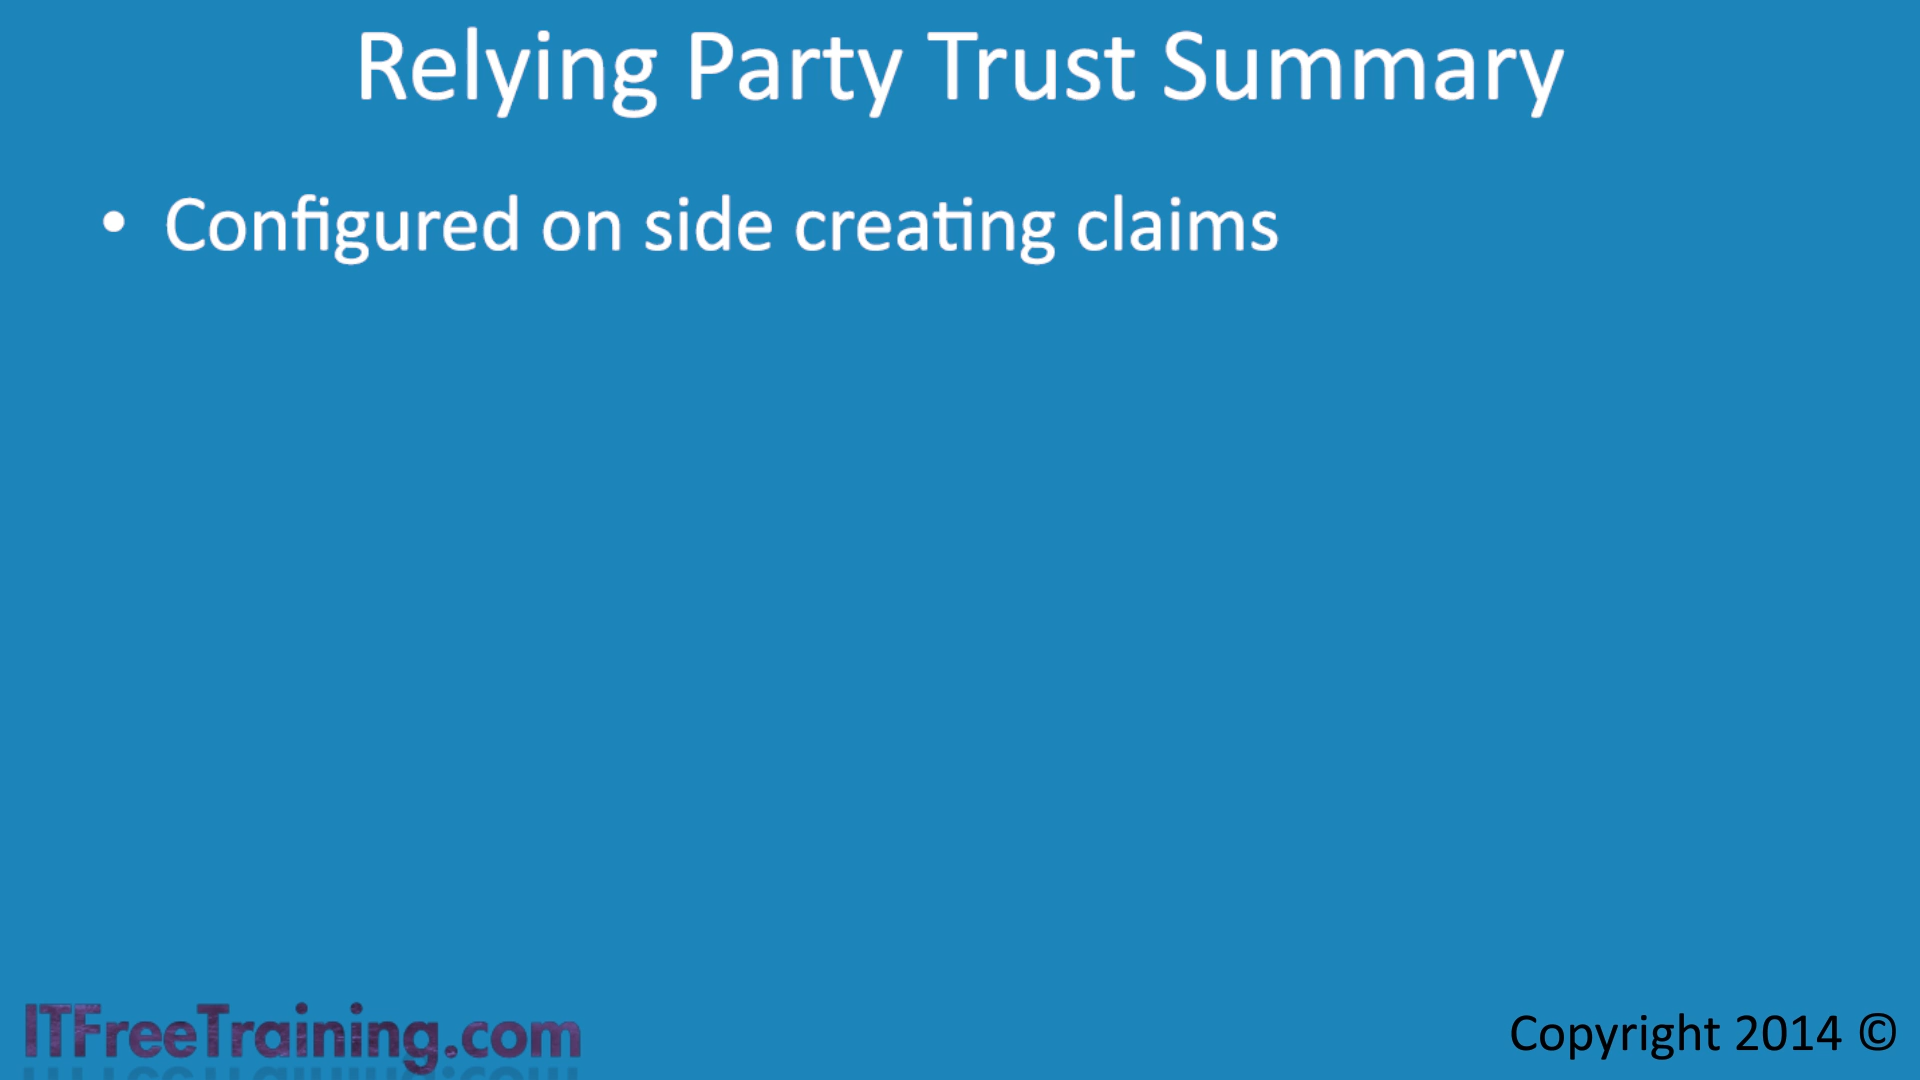 Relying Party Trust Summary
• Configured on side creating claims
ITFreeTraining.com
Copyright 2014 ©